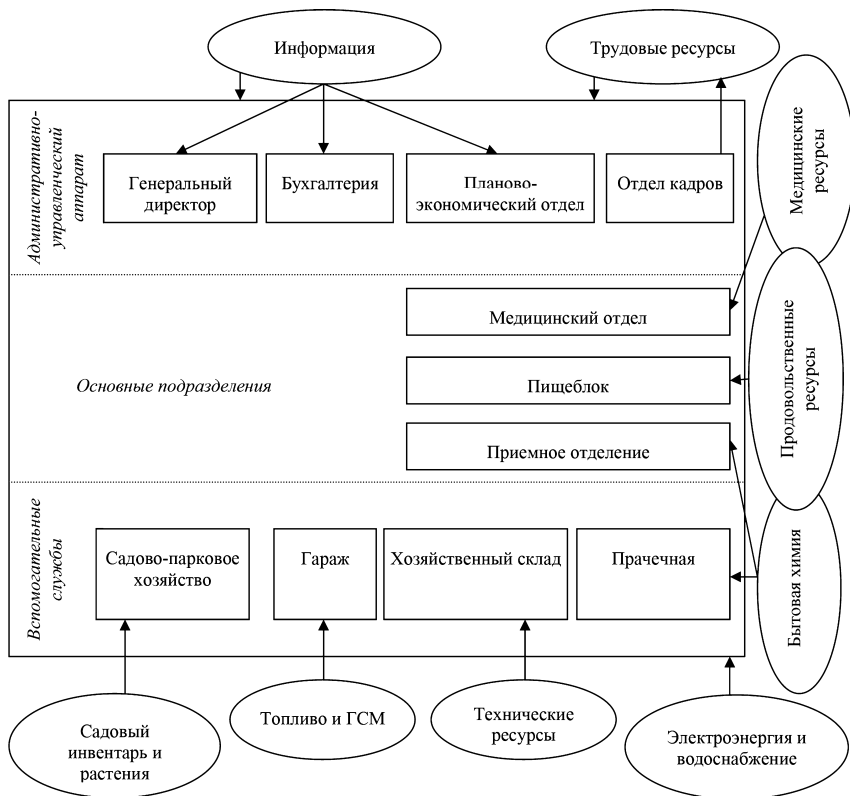 Информация
Трудовые ресурсы
Медицинские
ресурсы
Административно-
управленческий
аппарат
Генеральный
директор
Бухгалтерия
Планово-
экономический отдел
Отдел кадров
Медицинский отдел
Основные подразделения
Пищеблок
Приемное отделение
Продовольственные
ресурсы
Вспомогательные
службы
Садово-парковое
хозяйство
Гараж
Хозяйственный склад
Прачечная
Бытовая химия
Садовый
инвентарь и
растения
Топливо и ГСМ
Технические
ресурсы
Электроэнергия и
водоснабжение